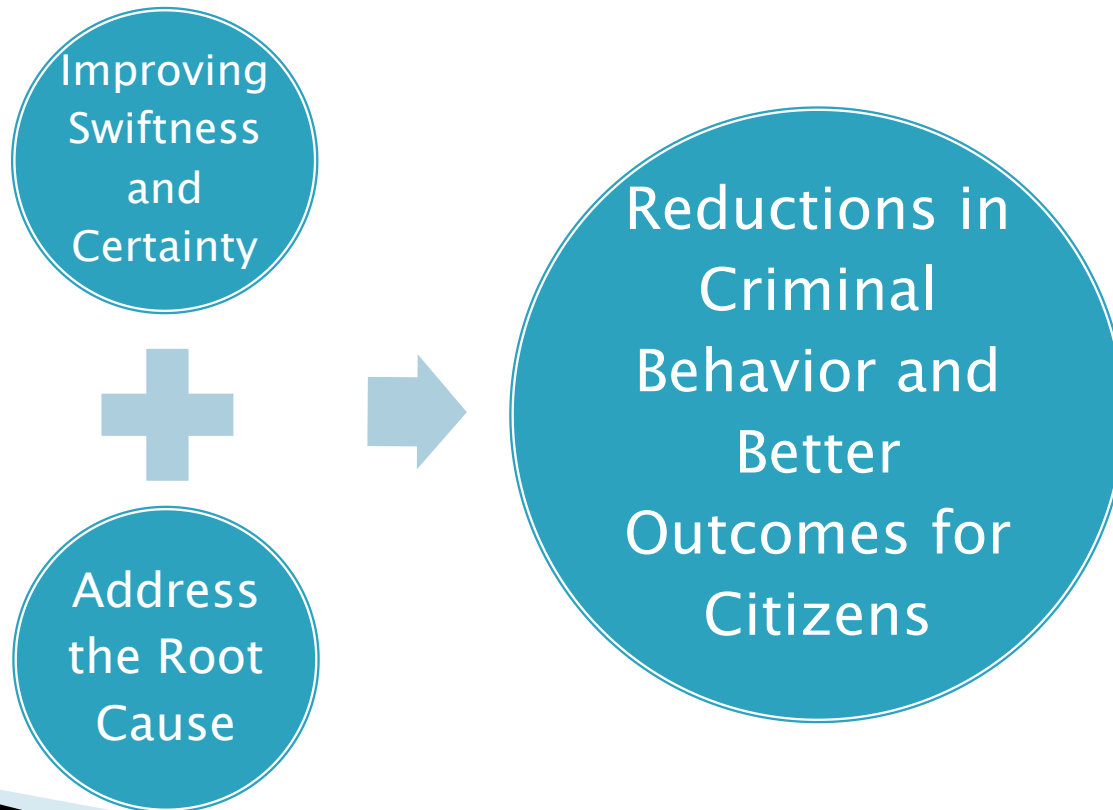 Improving
Swiftness
and
Certainty
Address
the Root
Cause
Reductions in
Criminal
Behavior and
Better
Outcomes for
Citizens